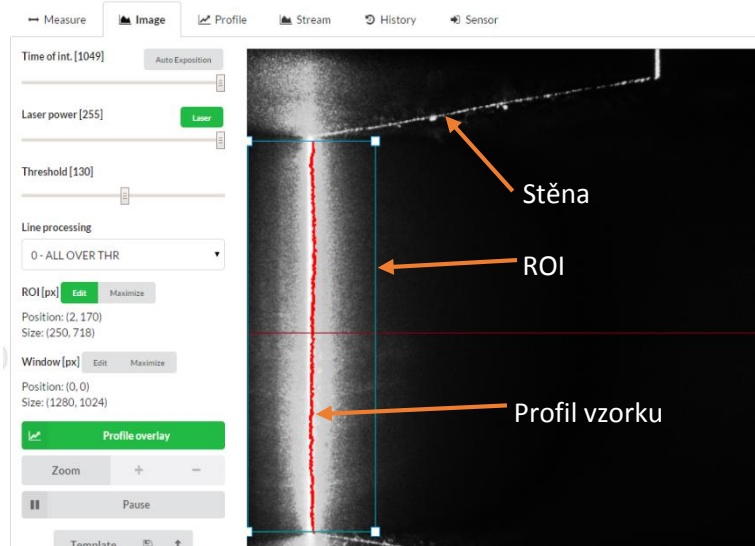 Measure Image Profile Stream History Sensor
Time of int. [1049] Auto Exposition
Laser power [255] Laser
Threshold [130]
Line processing
0 - ALL OVER THR
ROI [px] Edit Maximize
Position: (2, 170)
Size: (250, 718)
Window [px] Edit Maximize
Position: (0, 0)
Size: (1280, 1024)
Profile overlay
Zoom + −
Pause
Template
Stěna
ROI
Profil vzorku